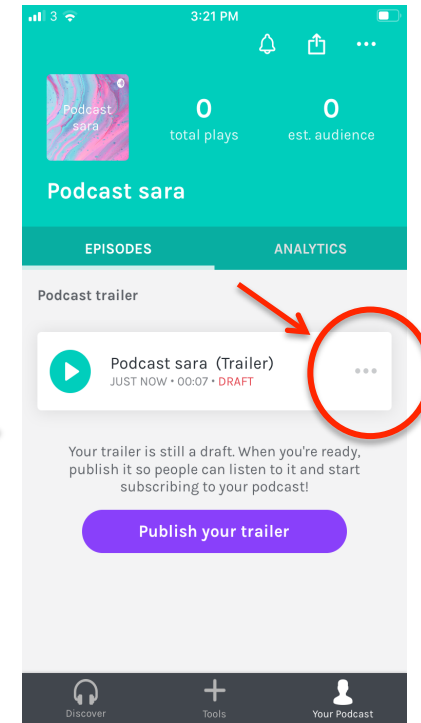 3 3:21 PM
Podcast
sara
0
total plays
0
est. audience
Podcast sara
EPISODES
ANALYTICS
Podcast trailer
Podcast sara (Trailer)
JUST NOW • 00:07 • DRAFT
Your trailer is still a draft. When you're ready,
publish it so people can listen to it and start
subscribing to your podcast!
Publish your trailer
Discover
Tools
Your Podcast